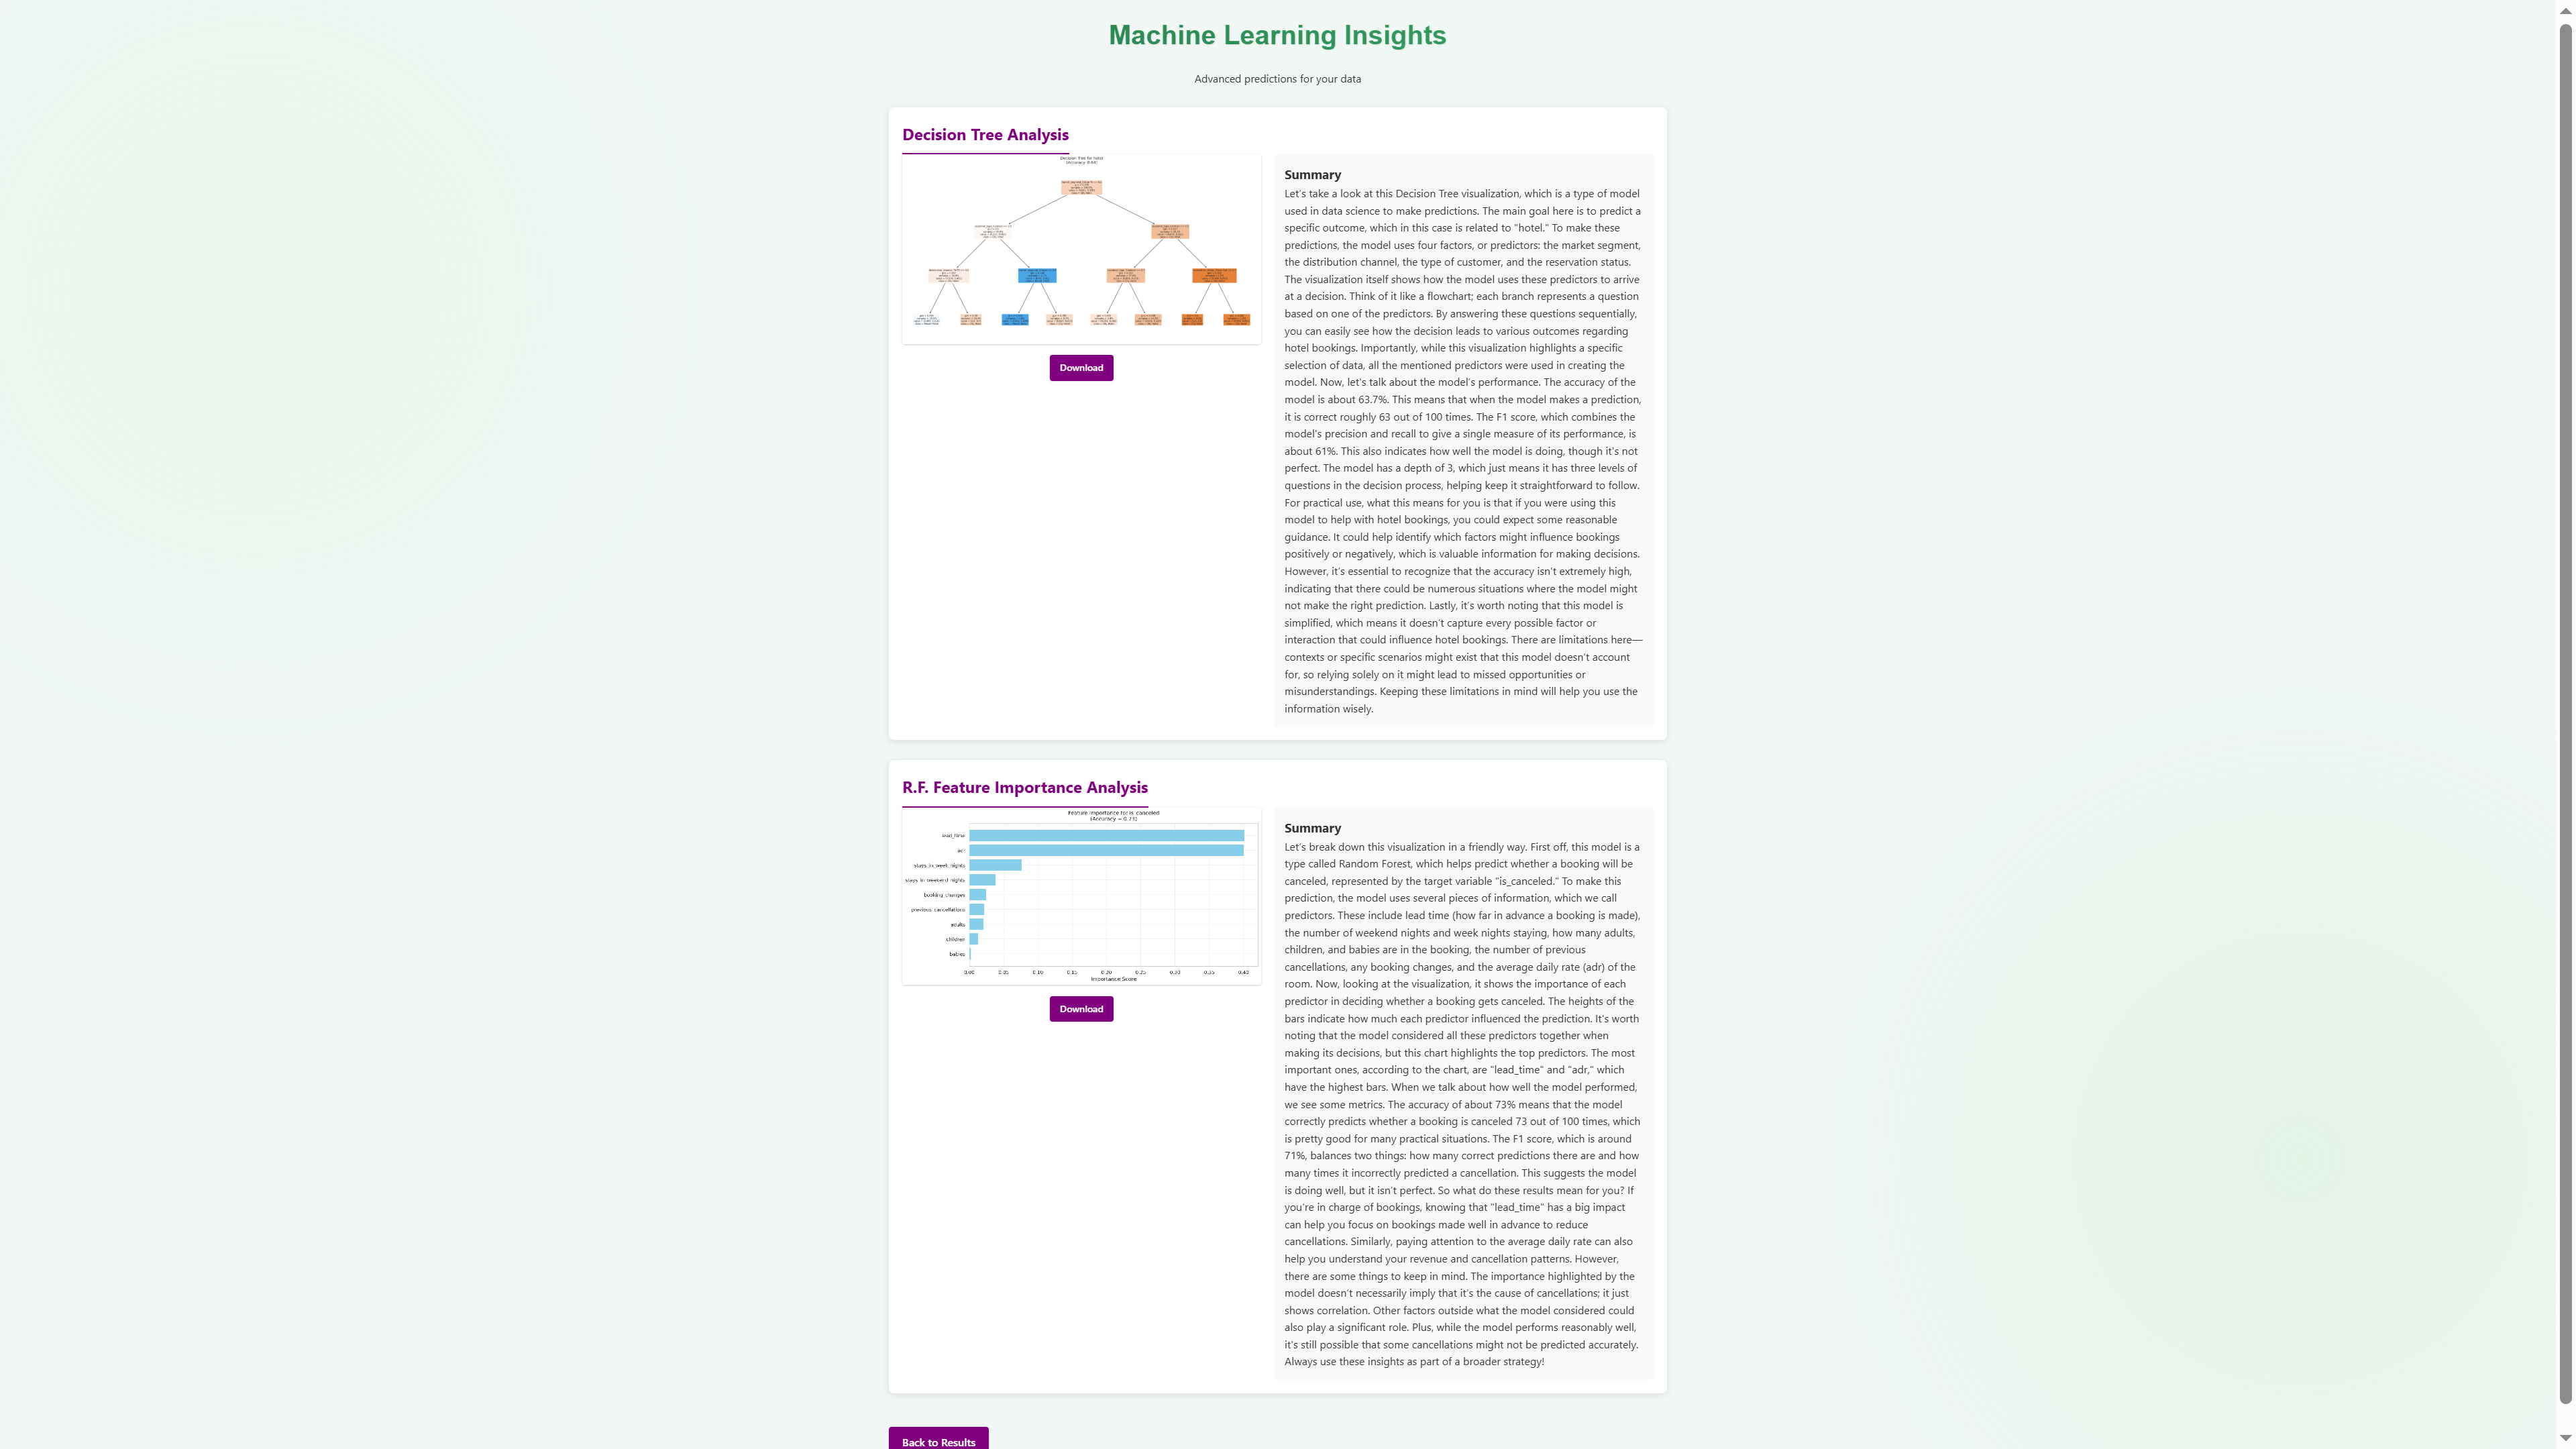 Machine Learning Insights
Advanced predictions for your data
Decision Tree Analysis
Decision Tree for hotel
Download
Summary
Let's take a look at this Decision Tree visualization, which is a type of model
used in data science to make predictions. The main goal here is to predict a
specific outcome, which in this case is related to "hotel." To make these
predictions, the model uses four factors, or predictors: the market segment,
the distribution channel, the type of customer, and the reservation status.
The visualization itself shows how the model uses these predictors to arrive
at a decision. Think of it like a flowchart; each branch represents a question
based on one of the predictors. By answering these questions sequentially,
you can easily see how the decision leads to various outcomes regarding
hotel bookings. Importantly, while this visualization highlights a specific
selection of data, all the mentioned predictors were used in creating the
model. Now, let's talk about the model's performance. The accuracy of the
model is about 63.7%. This means that when the model makes a prediction,
it is correct roughly 63 out of 100 times. The F1 score, which combines the
model's precision and recall to give a single measure of its performance, is
about 61%. This also indicates how well the model is doing, though it's not
perfect. The model has a depth of 3, which just means it has three levels of
questions in the decision process, helping keep it straightforward to follow.
For practical use, what this means for you is that if you were using this
model to help with hotel bookings, you could expect some reasonable
guidance. It could help identify which factors might influence bookings
positively or negatively, which is valuable information for making decisions.
However, it's essential to recognize that the accuracy isn't extremely high,
indicating that there could be numerous situations where the model might
not make the right prediction. Lastly, it's worth noting that this model is
simplified, which means it doesn't capture every possible factor or
interaction that could influence hotel bookings. There are limitations here—
contexts or specific scenarios might exist that this model doesn't account
for, so relying solely on it might lead to missed opportunities or
misunderstandings. Keeping these limitations in mind will help you use the
information wisely.
R.F. Feature Importance Analysis
Feature Importance for is_canceled
(Accuracy = 0.73)
lead_time
adr
stays_in_week_nights
stays_in_weekend_nights
booking_changes
previous_cancellations
adults
children
babies
0.00 0.05 0.10 0.15 0.20 0.25 0.30 0.35 0.40
Importance Score
Download
Summary
Let's break down this visualization in a friendly way. First off, this model is a
type called Random Forest, which helps predict whether a booking will be
canceled, represented by the target variable "is_canceled." To make this
prediction, the model uses several pieces of information, which we call
predictors. These include lead time (how far in advance a booking is made),
the number of weekend nights and week nights staying, how many adults,
children, and babies are in the booking, the number of previous
cancellations, any booking changes, and the average daily rate (adr) of the
room. Now, looking at the visualization, it shows the importance of each
predictor in deciding whether a booking gets canceled. The heights of the
bars indicate how much each predictor influenced the prediction. It's worth
noting that the model considered all these predictors together when
making its decisions, but this chart highlights the top predictors. The most
important ones, according to the chart, are "lead_time" and "adr," which
have the highest bars. When we talk about how well the model performed,
we see some metrics. The accuracy of about 73% means that the model
correctly predicts whether a booking is canceled 73 out of 100 times, which
is pretty good for many practical situations. The F1 score, which is around
71%, balances two things: how many correct predictions there are and how
many times it incorrectly predicted a cancellation. This suggests the model
is doing well, but it isn't perfect. So what do these results mean for you? If
you're in charge of bookings, knowing that "lead_time" has a big impact
can help you focus on bookings made well in advance to reduce
cancellations. Similarly, paying attention to the average daily rate can also
help you understand your revenue and cancellation patterns. However,
there are some things to keep in mind. The importance highlighted by the
model doesn't necessarily imply that it's the cause of cancellations; it just
shows correlation. Other factors outside what the model considered could
also play a significant role. Plus, while the model performs reasonably well,
it's still possible that some cancellations might not be predicted accurately.
Always use these insights as part of a broader strategy!
Back to Results